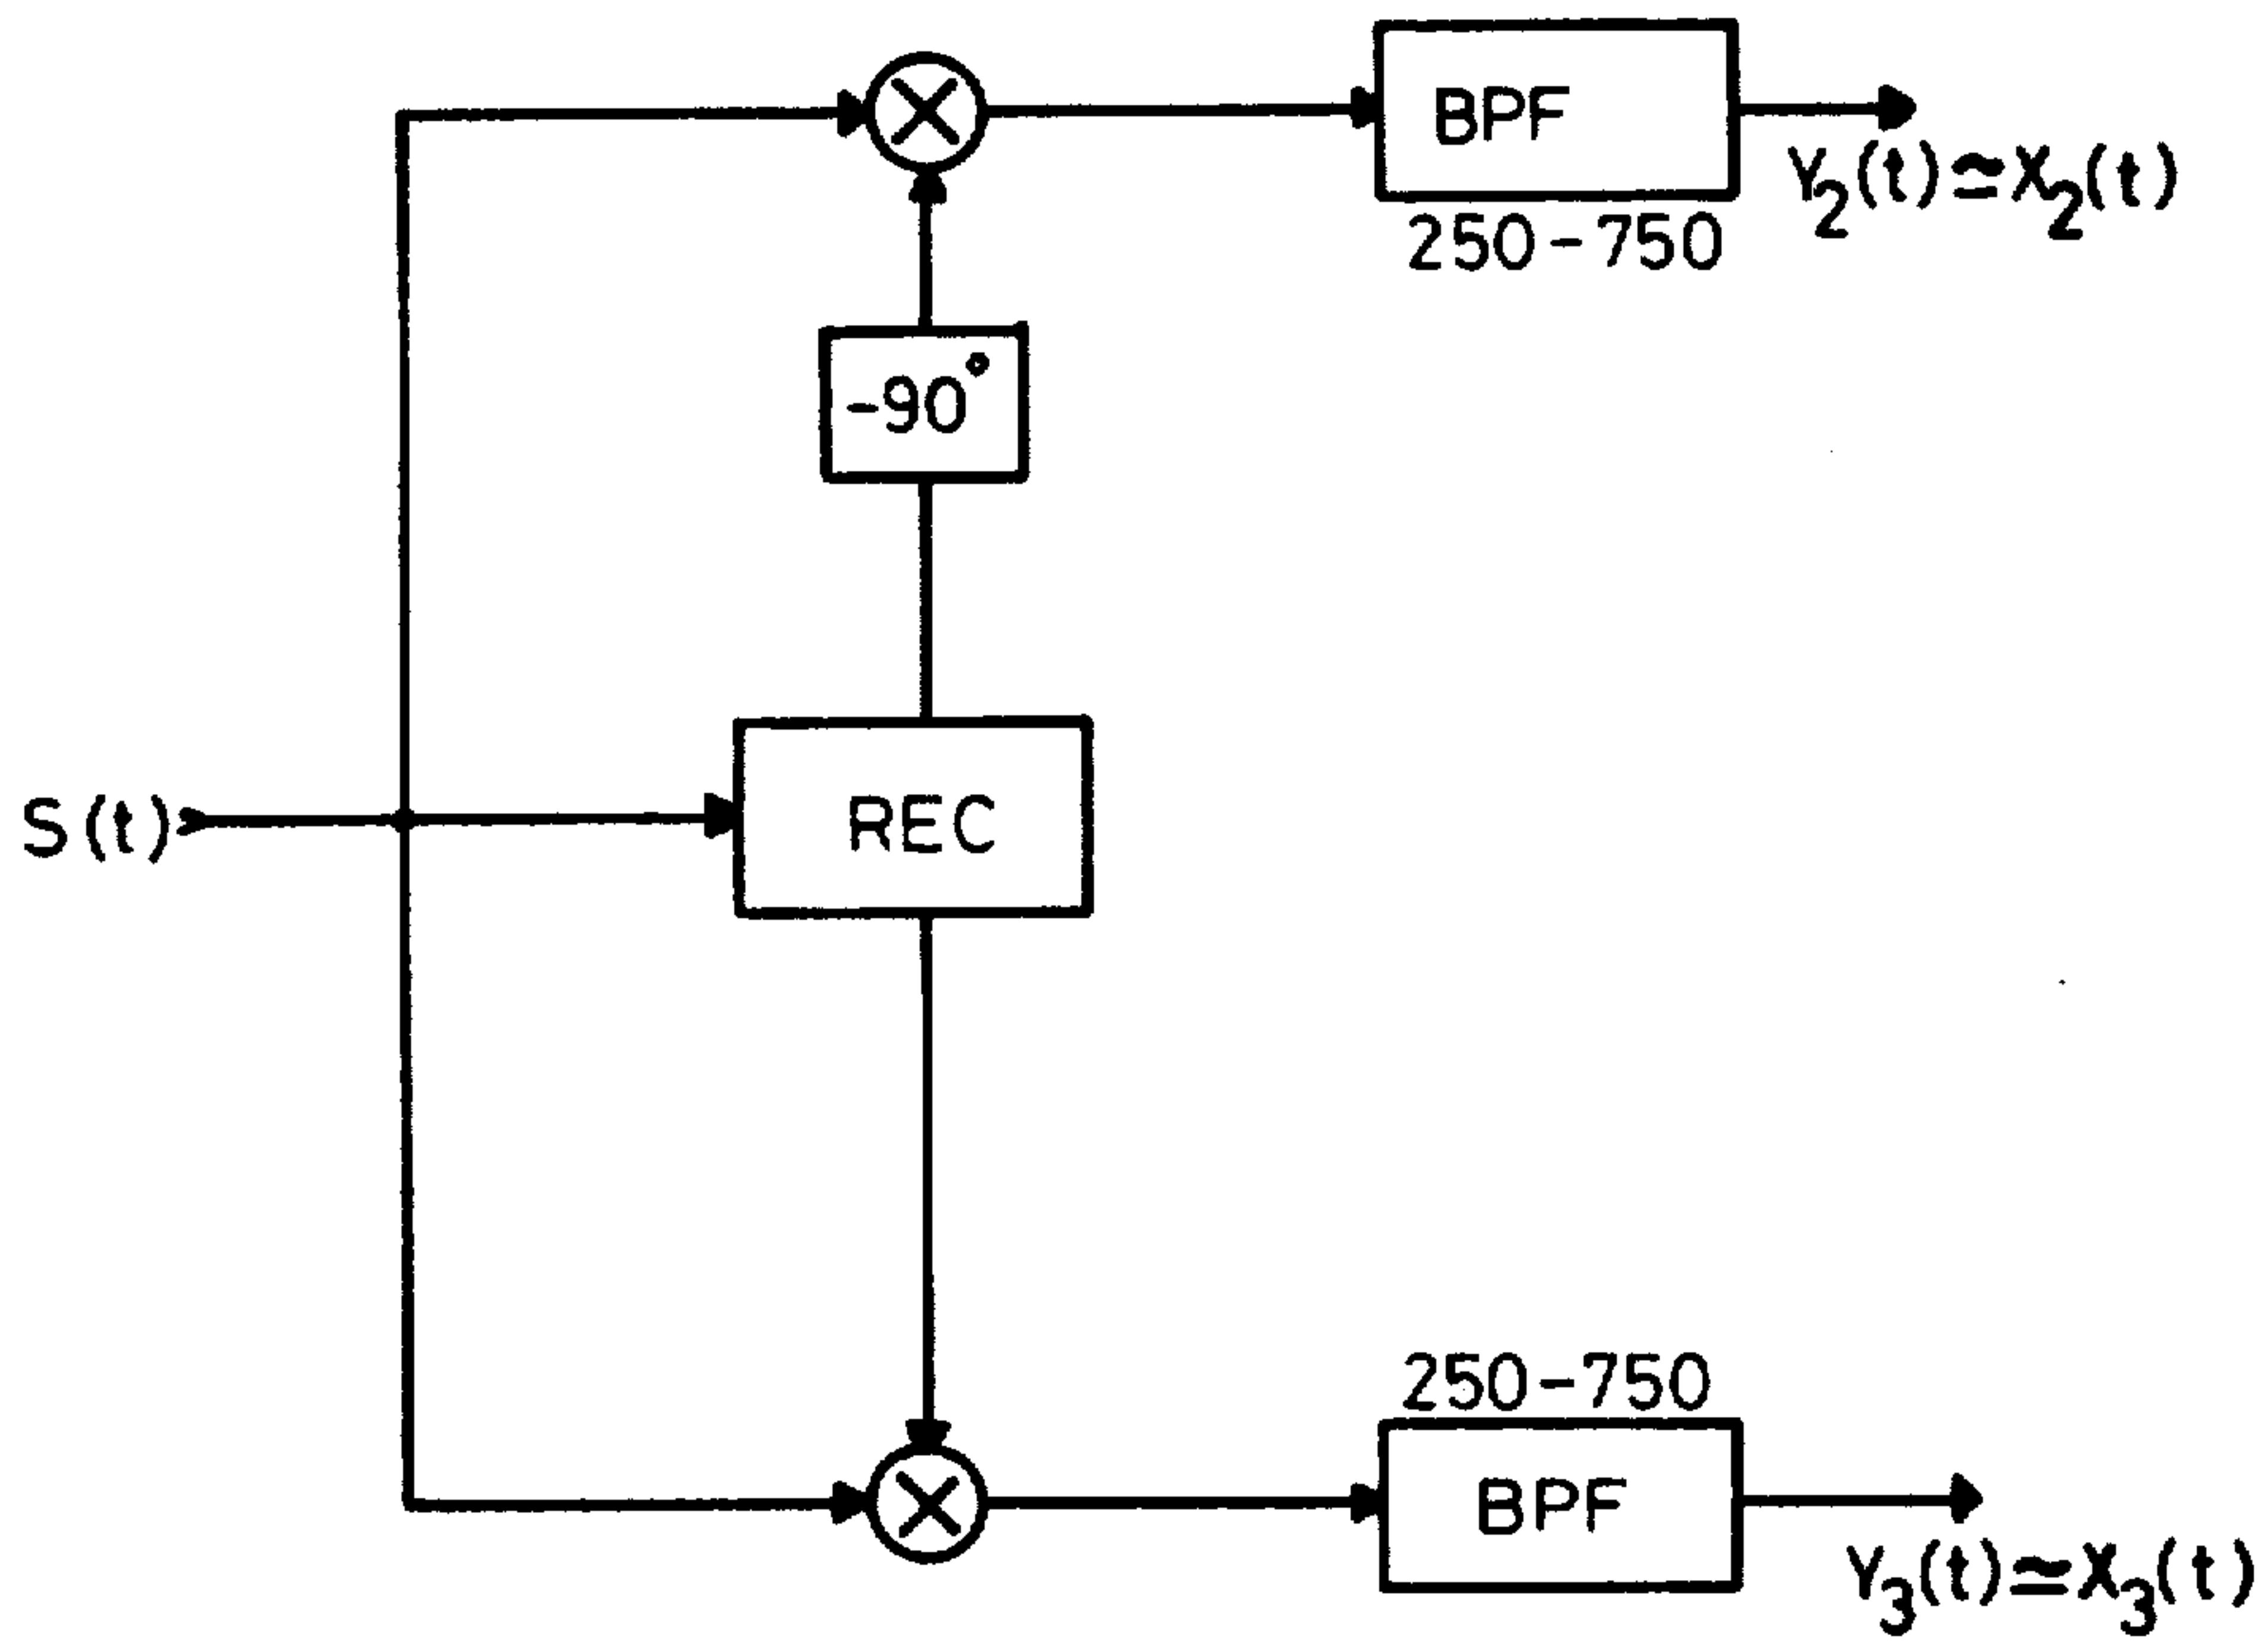 BPF
Y2(t)≃X2(t)
250-750
-90°
S(t)
REC
250-750
BPF
Y3(t)≃X3(t)